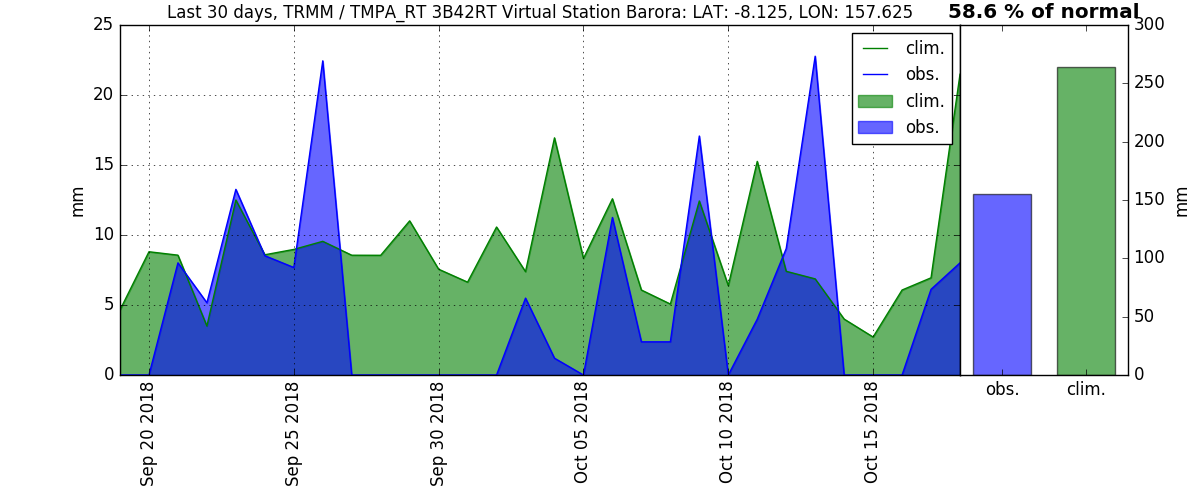 Last 30 days, TRMM / TMPA_RT 3B42RT Virtual Station Barora: LAT: -8.125, LON: 157.625
58.6 % of normal
25
20
15
10
5
0
mm
clim.
obs.
clim.
obs.
300
250
200
150
100
50
0
mm
Sep 20 2018
Sep 25 2018
Sep 30 2018
Oct 05 2018
Oct 10 2018
Oct 15 2018
obs.
clim.